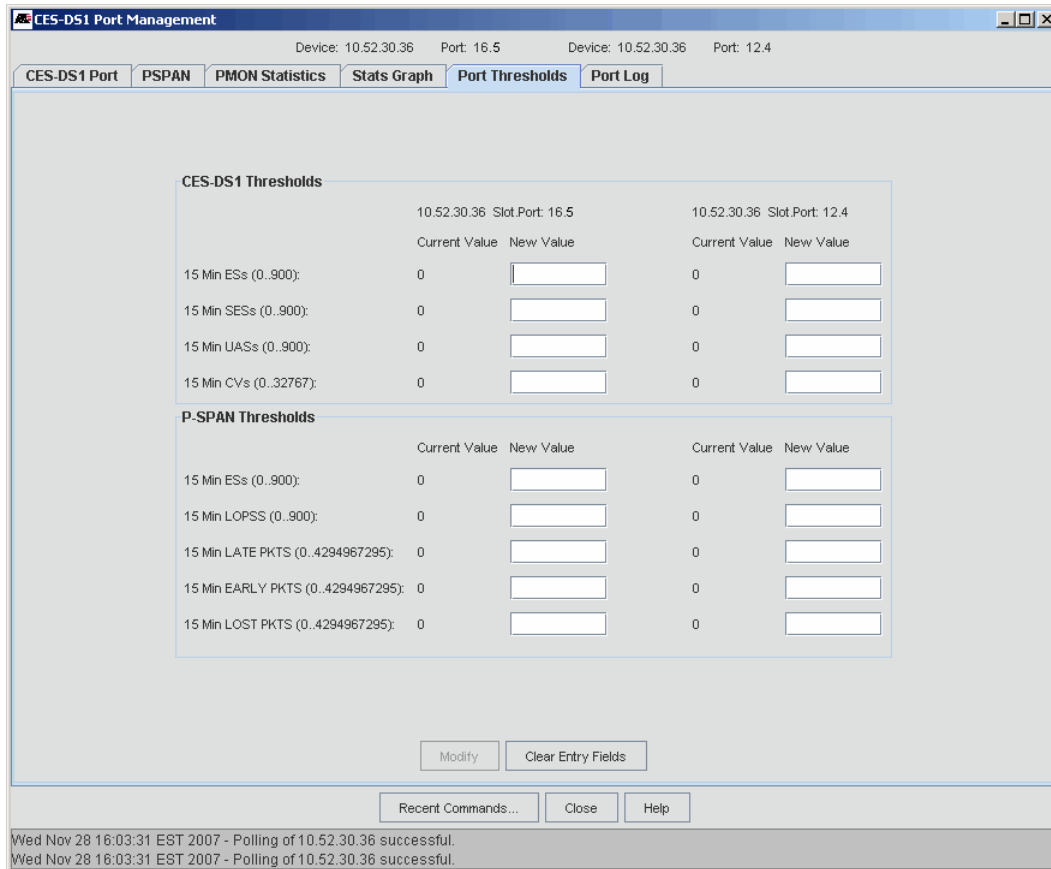 CES-DS1 Port Management
Device: 10.52.30.36 Port: 16.5 Device: 10.52.30.36 Port: 12.4
CES-DS1 Port PSPAN PMON Statistics Stats Graph Port Thresholds Port Log
CES-DS1 Thresholds
10.52.30.36 Slot.Port: 16.5 10.52.30.36 Slot.Port: 12.4
Current Value New Value Current Value New Value
15 Min ESs (0..900): 0 0
15 Min SESs (0..900): 0 0
15 Min UASs (0..900): 0 0
15 Min CVs (0..32767): 0 0
P-SPAN Thresholds
Current Value New Value Current Value New Value
15 Min ESs (0..900): 0 0
15 Min LOPSS (0..900): 0 0
15 Min LATE PKTS (0..4294967295): 0 0
15 Min EARLY PKTS (0..4294967295): 0 0
15 Min LOST PKTS (0..4294967295): 0 0
Modify Clear Entry Fields
Recent Commands... Close Help
Wed Nov 28 16:03:31 EST 2007 - Polling of 10.52.30.36 successful.
Wed Nov 28 16:03:31 EST 2007 - Polling of 10.52.30.36 successful.